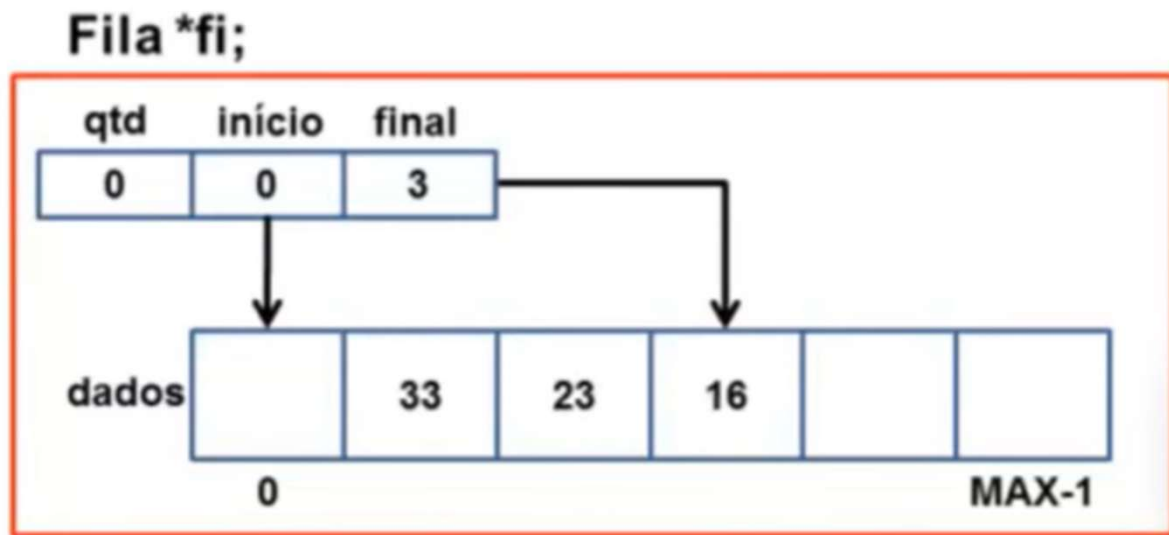 Fila *fi;
qtd início final
0 0 3
dados 33 23 16
0 MAX-1